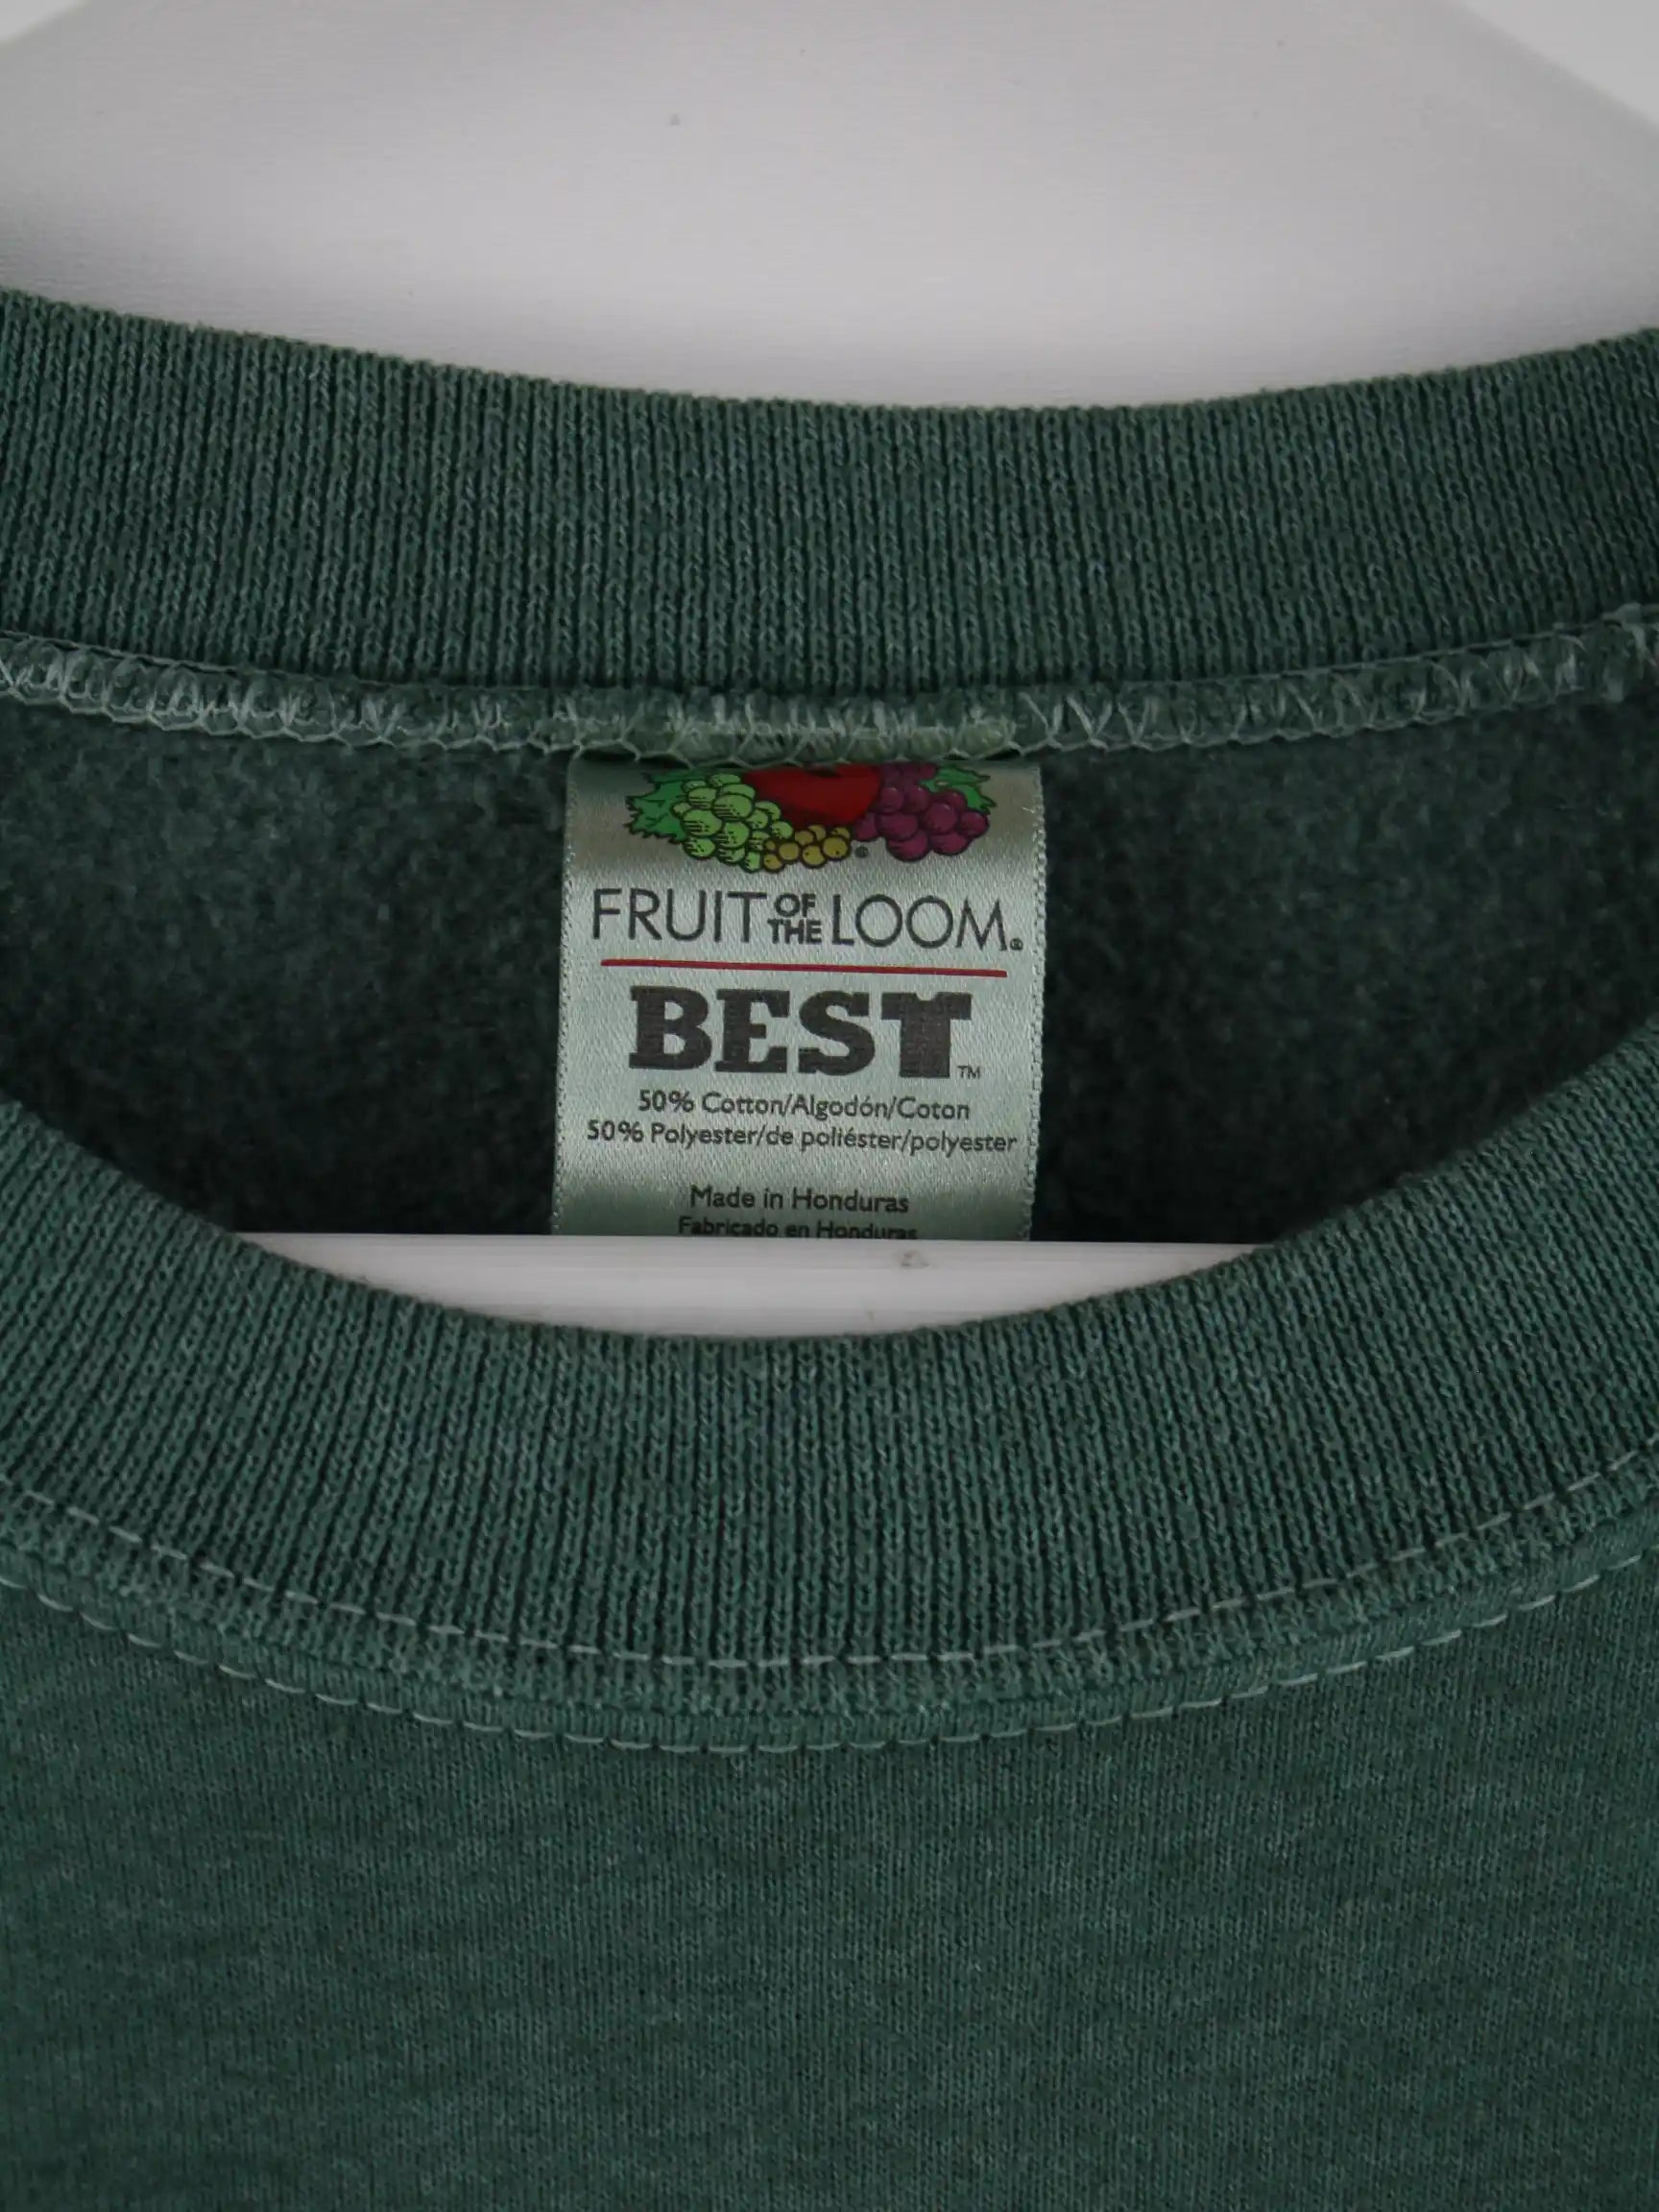 FRUIT OF THE LOOM®
BEST™
50% Cotton/Algodón/Coton
50% Polyester/de poliéster/polyester
Made in Honduras
Fabricado en Honduras